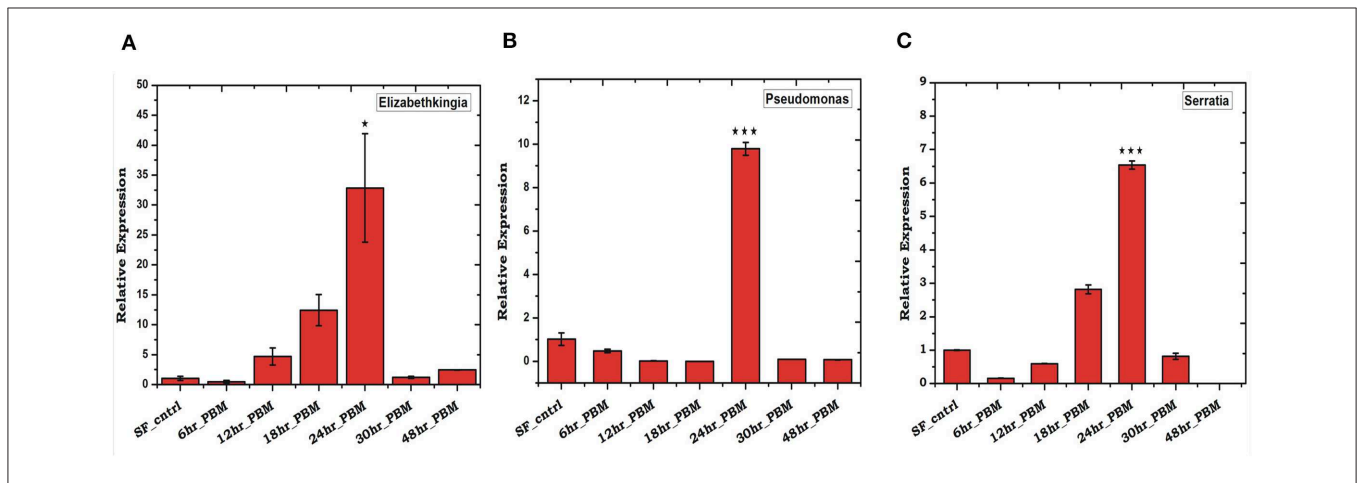 A
B
C
Elizabethkingia
Pseudomonas
Serratia
★
★★★
★★★
Relative Expression
50
45
40
35
30
25
20
15
10
5
0
SF_cntrl
6hr_PBM
12hr_PBM
18hr_PBM
24hr_PBM
30hr_PBM
48hr_PBM
Relative Expression
12
10
8
6
4
2
0
SF_cntrl
6hr_PBM
12hr_PBM
18hr_PBM
24hr_PBM
30hr_PBM
48hr_PBM
Relative Expression
9
8
7
6
5
4
3
2
1
0
SF_cntrl
6hr_PBM
12hr_PBM
18hr_PBM
24hr_PBM
30hr_PBM
48hr_PBM